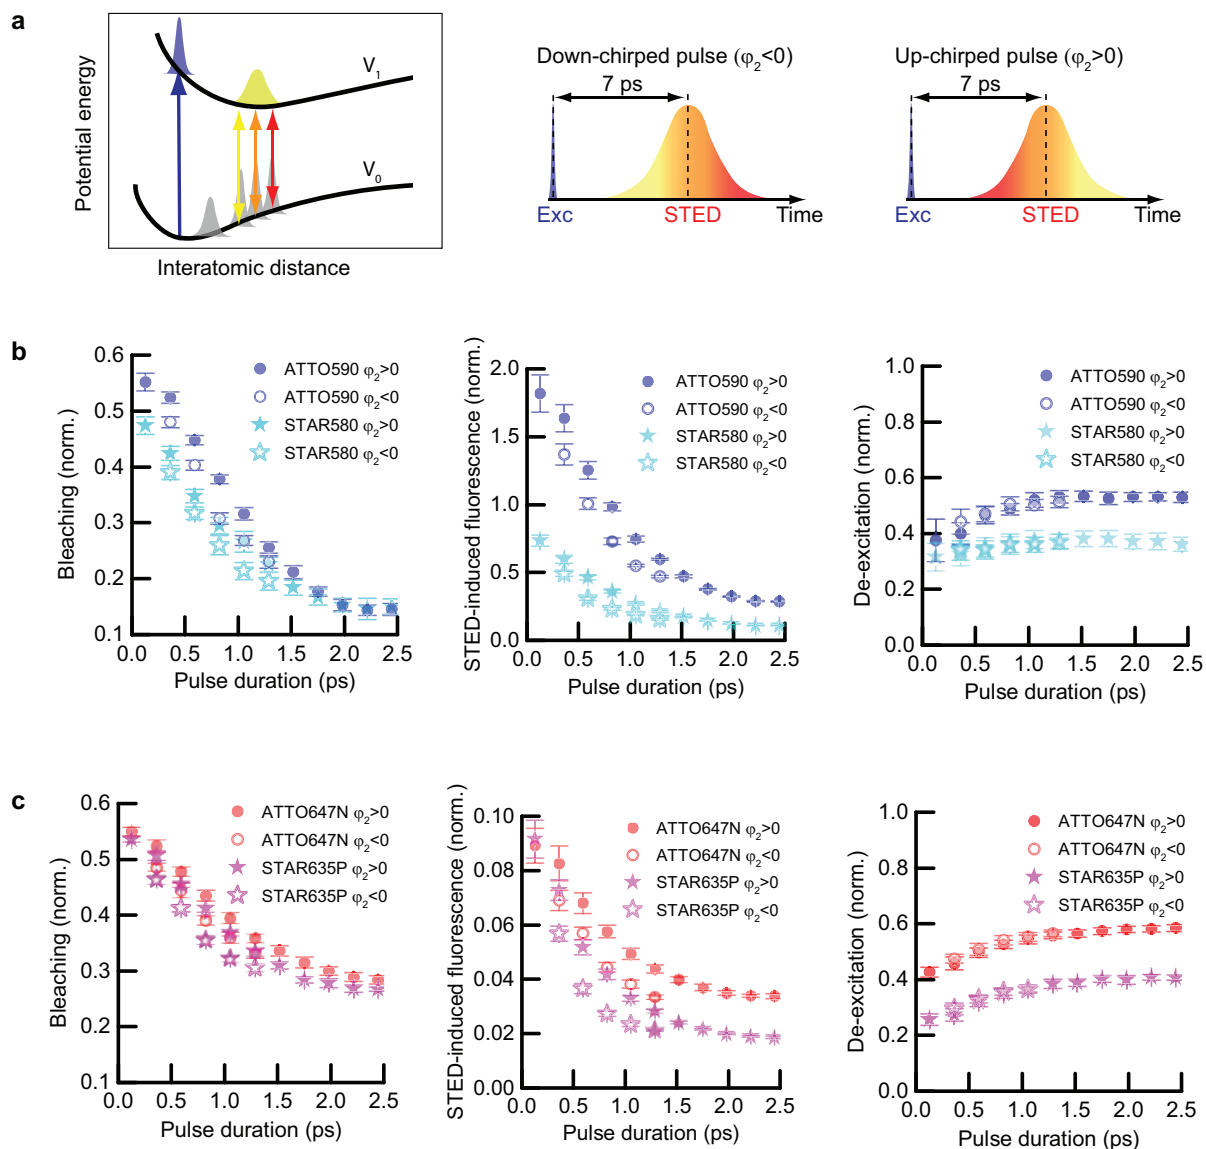 a
Potential energy
V1
V0
Interatomic distance
Down-chirped pulse (φ2<0)
7 ps
Exc
STED
Time
Up-chirped pulse (φ2>0)
7 ps
Exc
STED
Time
b
Bleaching (norm.)
0.6
0.5
0.4
0.3
0.2
0.1
0.0 0.5 1.0 1.5 2.0 2.5
Pulse duration (ps)
ATTO590 φ2>0
ATTO590 φ2<0
STAR580 φ2>0
STAR580 φ2<0
STED-induced fluorescence (norm.)
2.0
1.5
1.0
0.5
0.0
0.0 0.5 1.0 1.5 2.0 2.5
Pulse duration (ps)
ATTO590 φ2>0
ATTO590 φ2<0
STAR580 φ2>0
STAR580 φ2<0
De-excitation (norm.)
1.0
0.8
0.6
0.4
0.2
0.0
0.0 0.5 1.0 1.5 2.0 2.5
Pulse duration (ps)
ATTO590 φ2>0
ATTO590 φ2<0
STAR580 φ2>0
STAR580 φ2<0
c
Bleaching (norm.)
0.6
0.5
0.4
0.3
0.1
0.0 0.5 1.0 1.5 2.0 2.5
Pulse duration (ps)
ATTO647N φ2>0
ATTO647N φ2<0
STAR635P φ2>0
STAR635P φ2<0
STED-induced fluorescence (norm.)
0.10
0.08
0.06
0.04
0.02
0.00
0.0 0.5 1.0 1.5 2.0 2.5
Pulse duration (ps)
ATTO647N φ2>0
ATTO647N φ2<0
STAR635P φ2>0
STAR635P φ2<0
De-excitation (norm.)
1.0
0.8
0.6
0.4
0.2
0.0
0.0 0.5 1.0 1.5 2.0 2.5
Pulse duration (ps)
ATTO647N φ2>0
ATTO647N φ2<0
STAR635P φ2>0
STAR635P φ2<0